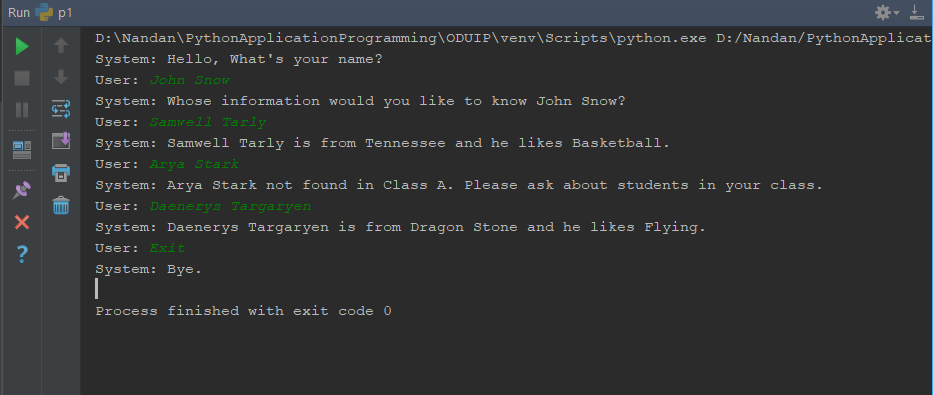 Run p1
D:\Nandan\PythonApplicationProgramming\ODUIP\venv\Scripts\python.exe D:/Nandan/PythonApplicat
System: Hello, What's your name?
User: John Snow
System: Whose information would you like to know John Snow?
User: Samwell Tarly
System: Samwell Tarly is from Tennessee and he likes Basketball.
User: Arya Stark
System: Arya Stark not found in Class A. Please ask about students in your class.
User: Daenerys Targaryen
System: Daenerys Targaryen is from Dragon Stone and he likes Flying.
User: Exit
System: Bye.
Process finished with exit code 0